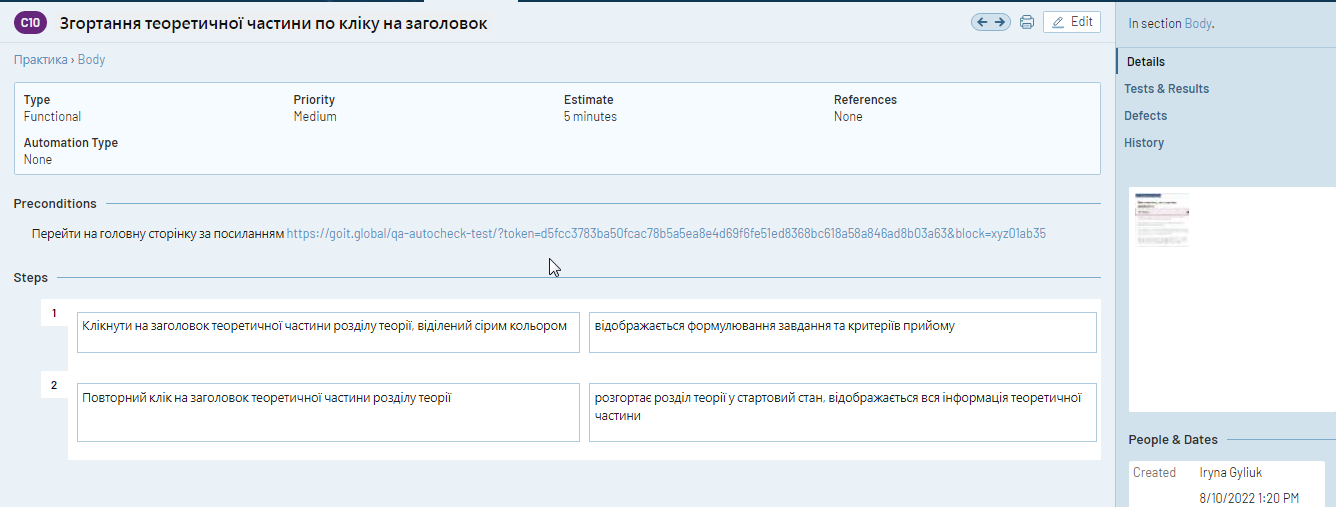 C10 Згортання теоретичної частини по кліку на заголовок
Edit
Практика › Body
Type
Functional
Priority
Medium
Estimate
5 minutes
References
None
Automation Type
None
Preconditions
Перейти на головну сторінку за посиланням https://goit.global/qa-autocheck-test/?token=d5fcc3783ba50fcac78b5a5ea8e4d69f6fe51ed8368bc618a58a846ad8b03a63&block=xyz01ab35
Steps
1
Клікнути на заголовок теоретичної частини розділу теорії, віділений сірим кольором
відображається формулювання завдання та критеріїв прийому
2
Повторний клік на заголовок теоретичної частини розділу теорії
розгортає розділ теорії у стартовий стан, відображається вся інформація теоретичної
частини
In section Body.
Details
Tests & Results
Defects
History
People & Dates
Created Iryna Gyliuk
8/10/2022 1:20 PM